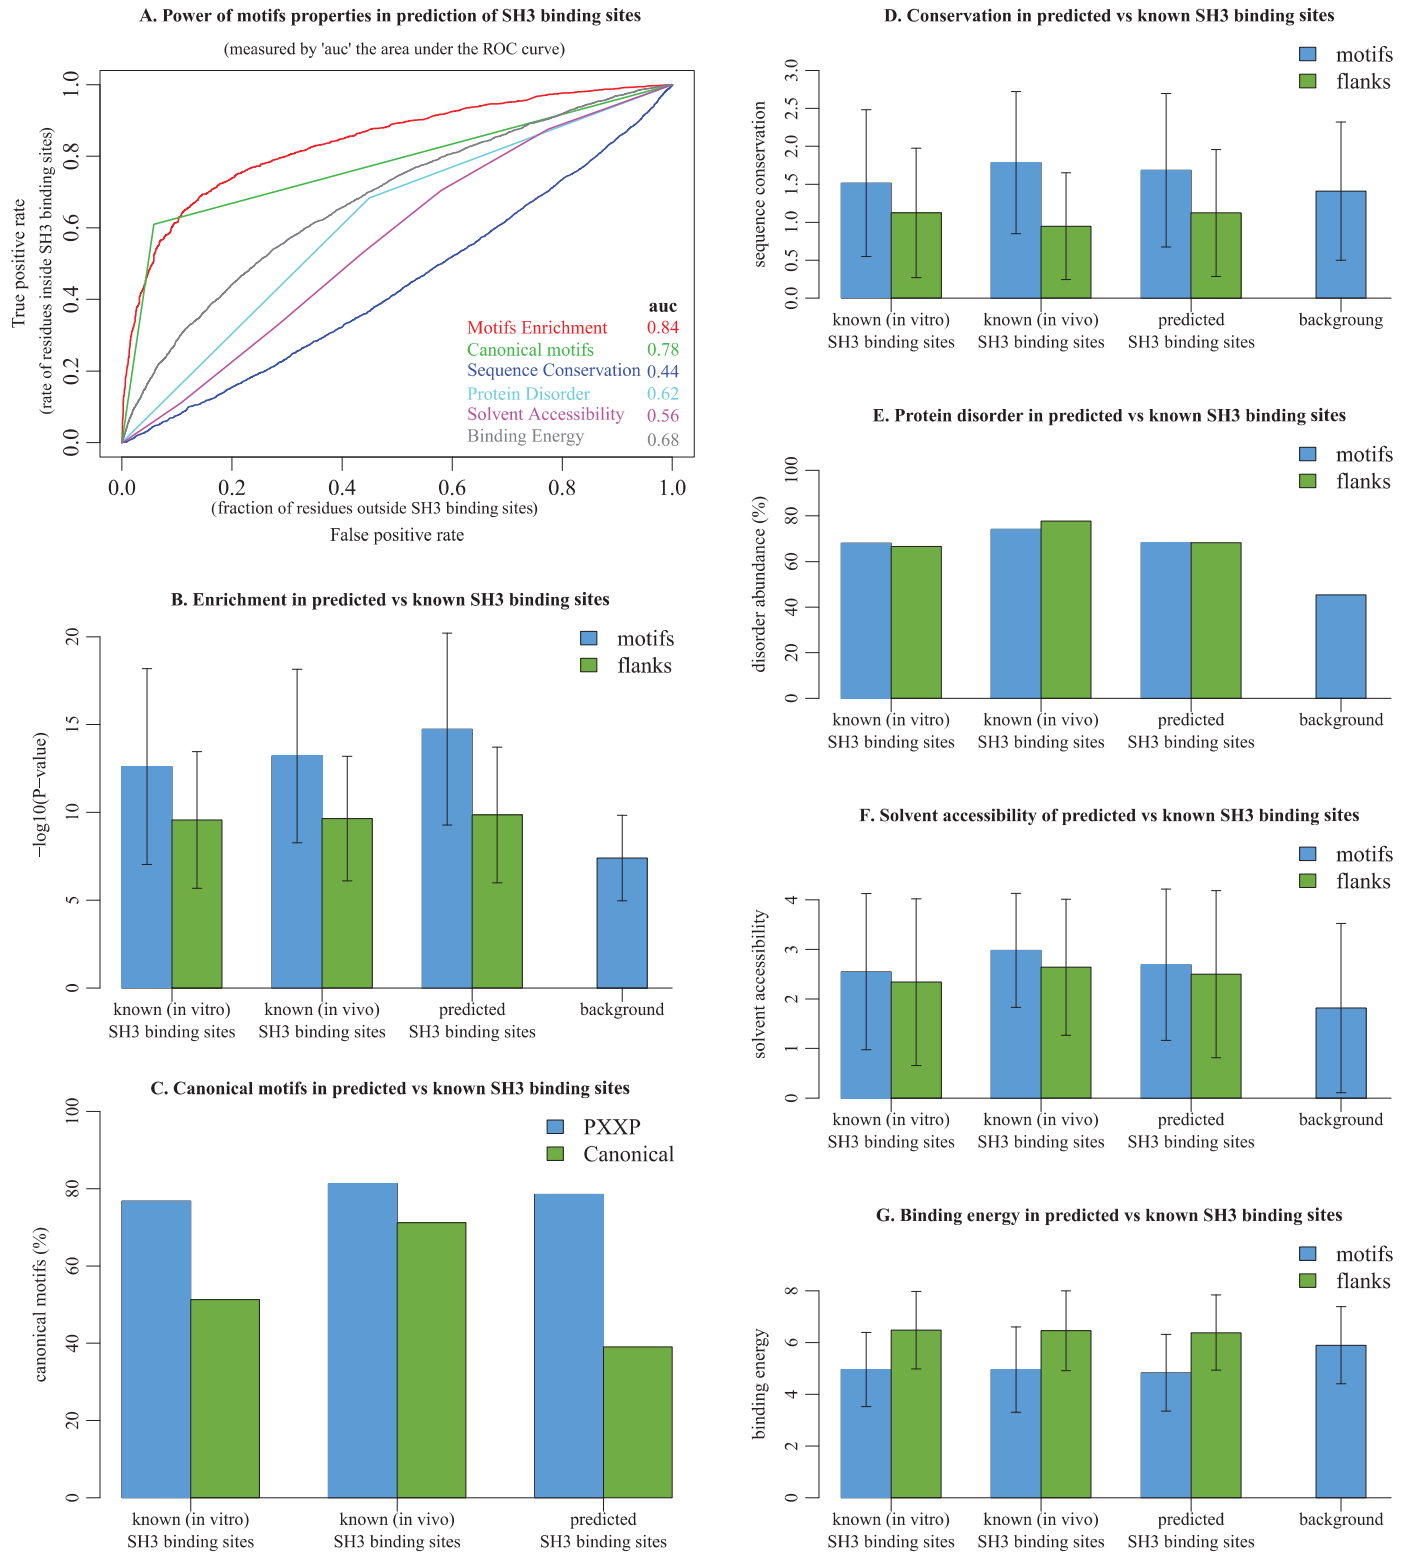 A. Power of motifs properties in prediction of SH3 binding sites
(measured by 'auc' the area under the ROC curve)
True positive rate
(rate of residues inside SH3 binding sites)
1.0
0.8
0.6
0.4
0.2
0.0
auc
Motifs Enrichment 0.84
Canonical motifs 0.78
Sequence Conservation 0.44
Protein Disorder 0.62
Solvent Accessibility 0.56
Binding Energy 0.68
0.0 0.2 0.4 0.6 0.8 1.0
(fraction of residues outside SH3 binding sites)
False positive rate
B. Enrichment in predicted vs known SH3 binding sites
motifs
flanks
−log10(P−value)
20
15
10
5
0
known (in vitro) known (in vivo) predicted background
SH3 binding sites SH3 binding sites SH3 binding sites
C. Canonical motifs in predicted vs known SH3 binding sites
PXXP
Canonical
canonical motifs (%)
100
80
60
40
20
0
known (in vitro) known (in vivo) predicted
SH3 binding sites SH3 binding sites SH3 binding sites
D. Conservation in predicted vs known SH3 binding sites
motifs
flanks
sequence conservation
3.0
2.5
2.0
1.5
1.0
0.5
0.0
known (in vitro) known (in vivo) predicted backgroung
SH3 binding sites SH3 binding sites SH3 binding sites
E. Protein disorder in predicted vs known SH3 binding sites
motifs
flanks
disorder abundance (%)
100
80
60
40
20
0
known (in vitro) known (in vivo) predicted background
SH3 binding sites SH3 binding sites SH3 binding sites
F. Solvent accessibility of predicted vs known SH3 binding sites
motifs
flanks
solvent accessibility
4
3
2
1
0
known (in vitro) known (in vivo) predicted background
SH3 binding sites SH3 binding sites SH3 binding sites
G. Binding energy in predicted vs known SH3 binding sites
motifs
flanks
binding energy
8
6
4
2
0
known (in vitro) known (in vivo) predicted background
SH3 binding sites SH3 binding sites SH3 binding sites